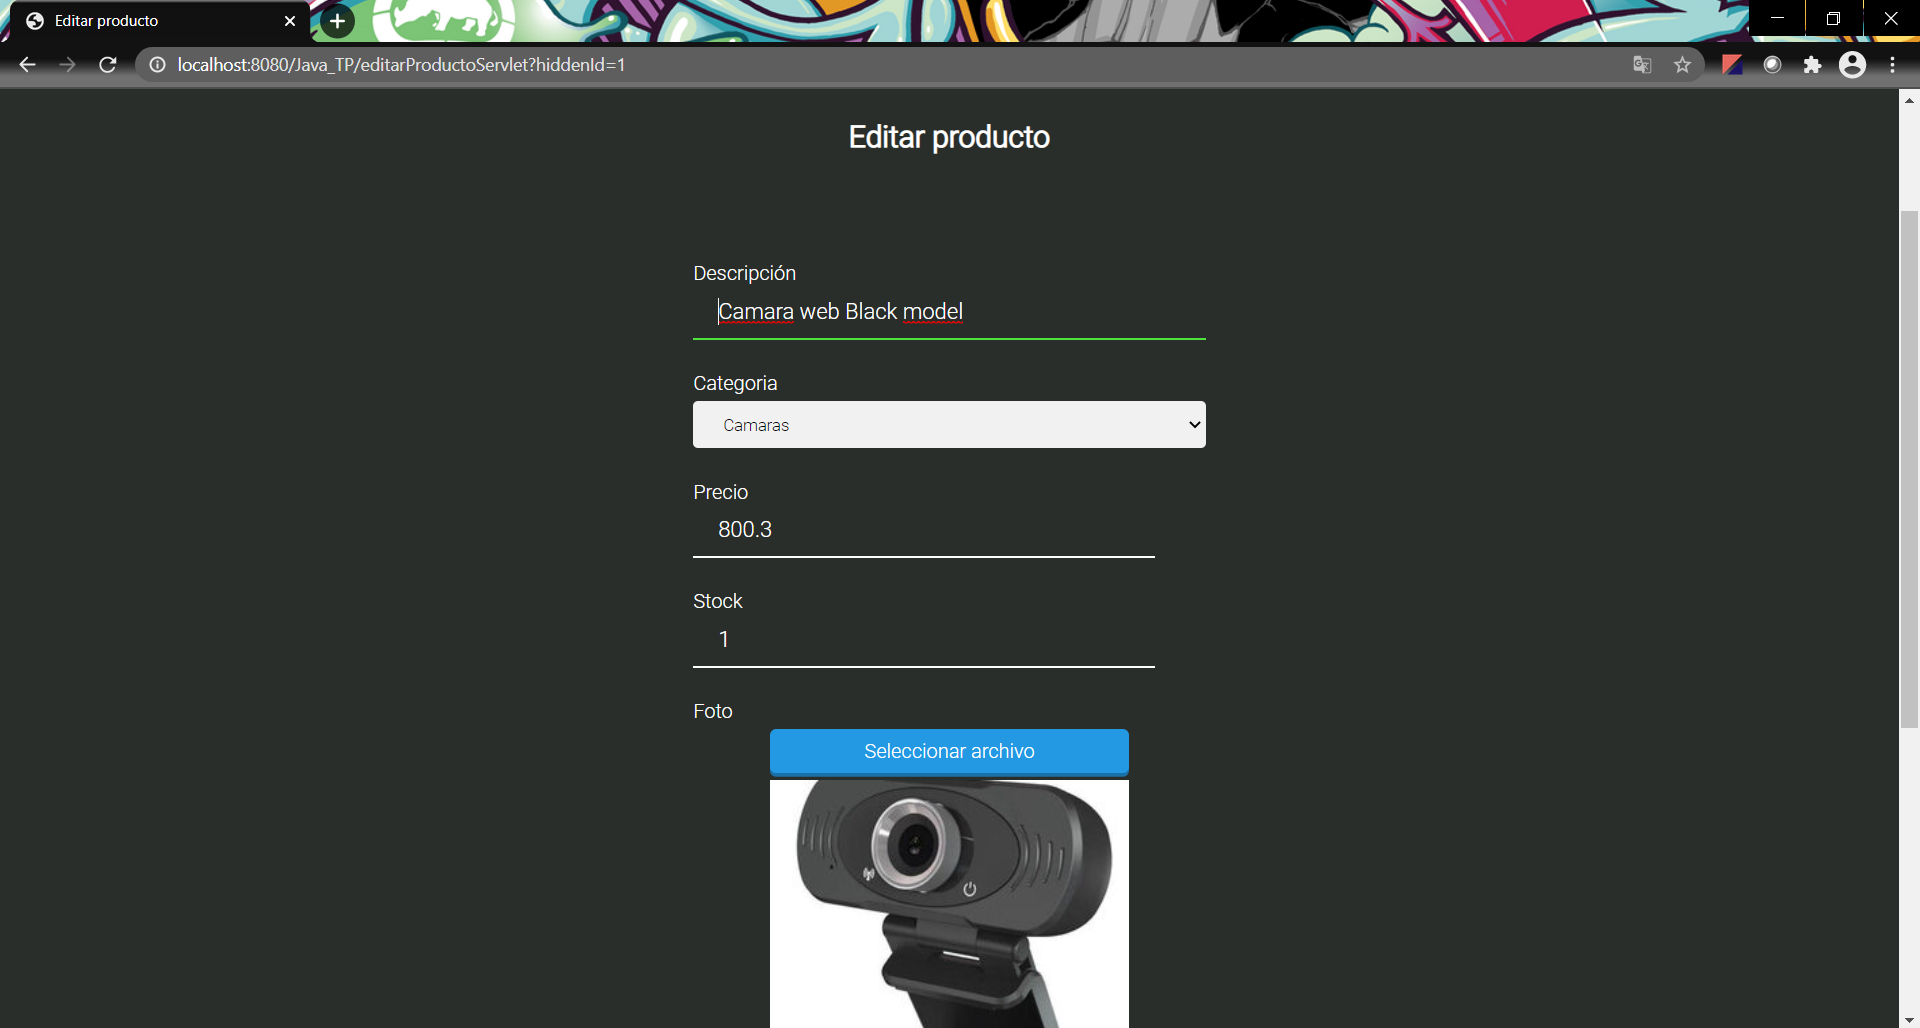 Editar producto
localhost:8080/Java_TP/editarProductoServlet?hiddenId=1
Editar producto
Descripción
Camara web Black model
Categoria
Camaras
Precio
800.3
Stock
1
Foto
Seleccionar archivo